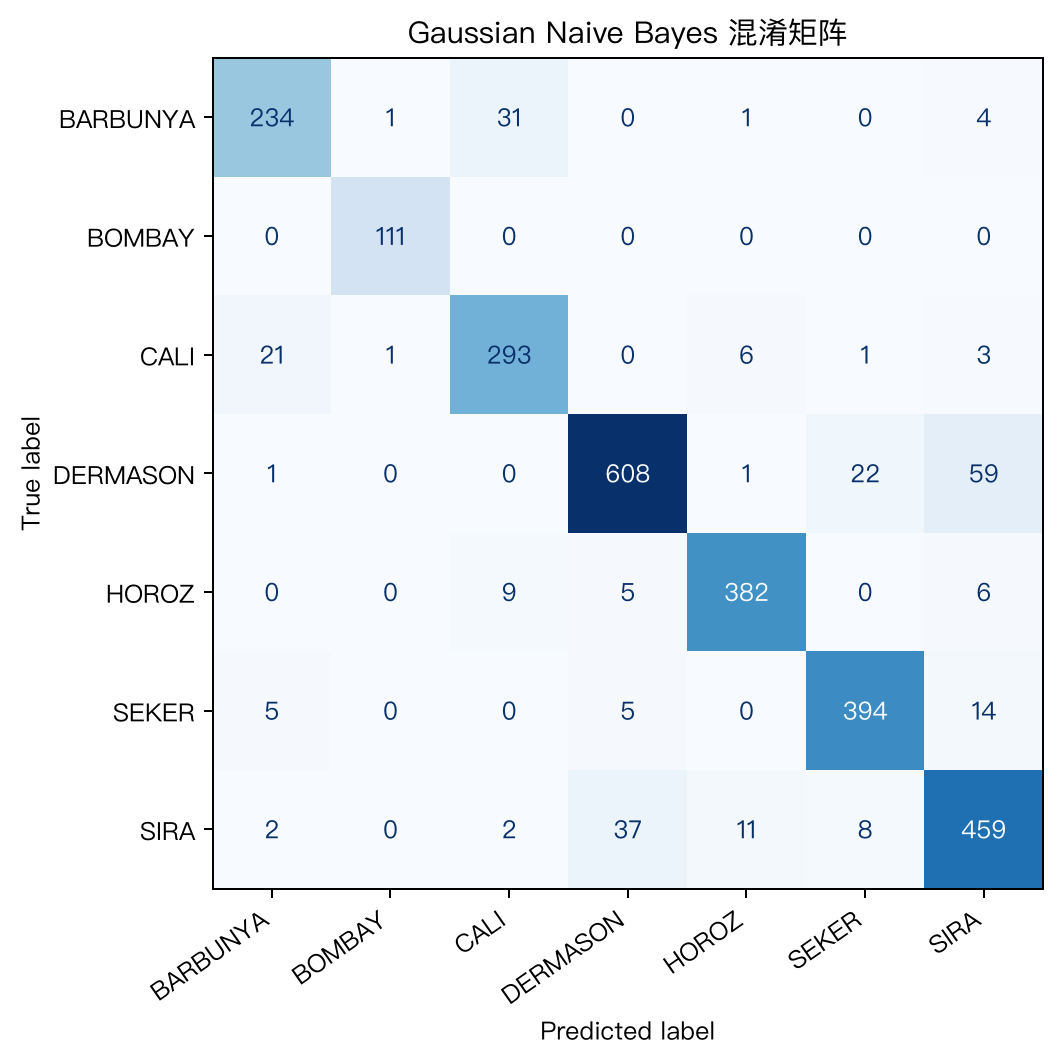 Gaussian Naive Bayes 混淆矩阵
BARBUNYA 234 1 31 0 1 0 4
BOMBAY 0 111 0 0 0 0 0
CALI 21 1 293 0 6 1 3
DERMASON 1 0 0 608 1 22 59
HOROZ 0 0 9 5 382 0 6
SEKER 5 0 0 5 0 394 14
SIRA 2 0 2 37 11 8 459
True label
BARBUNYA BOMBAY CALI DERMASON HOROZ SEKER SIRA
Predicted label